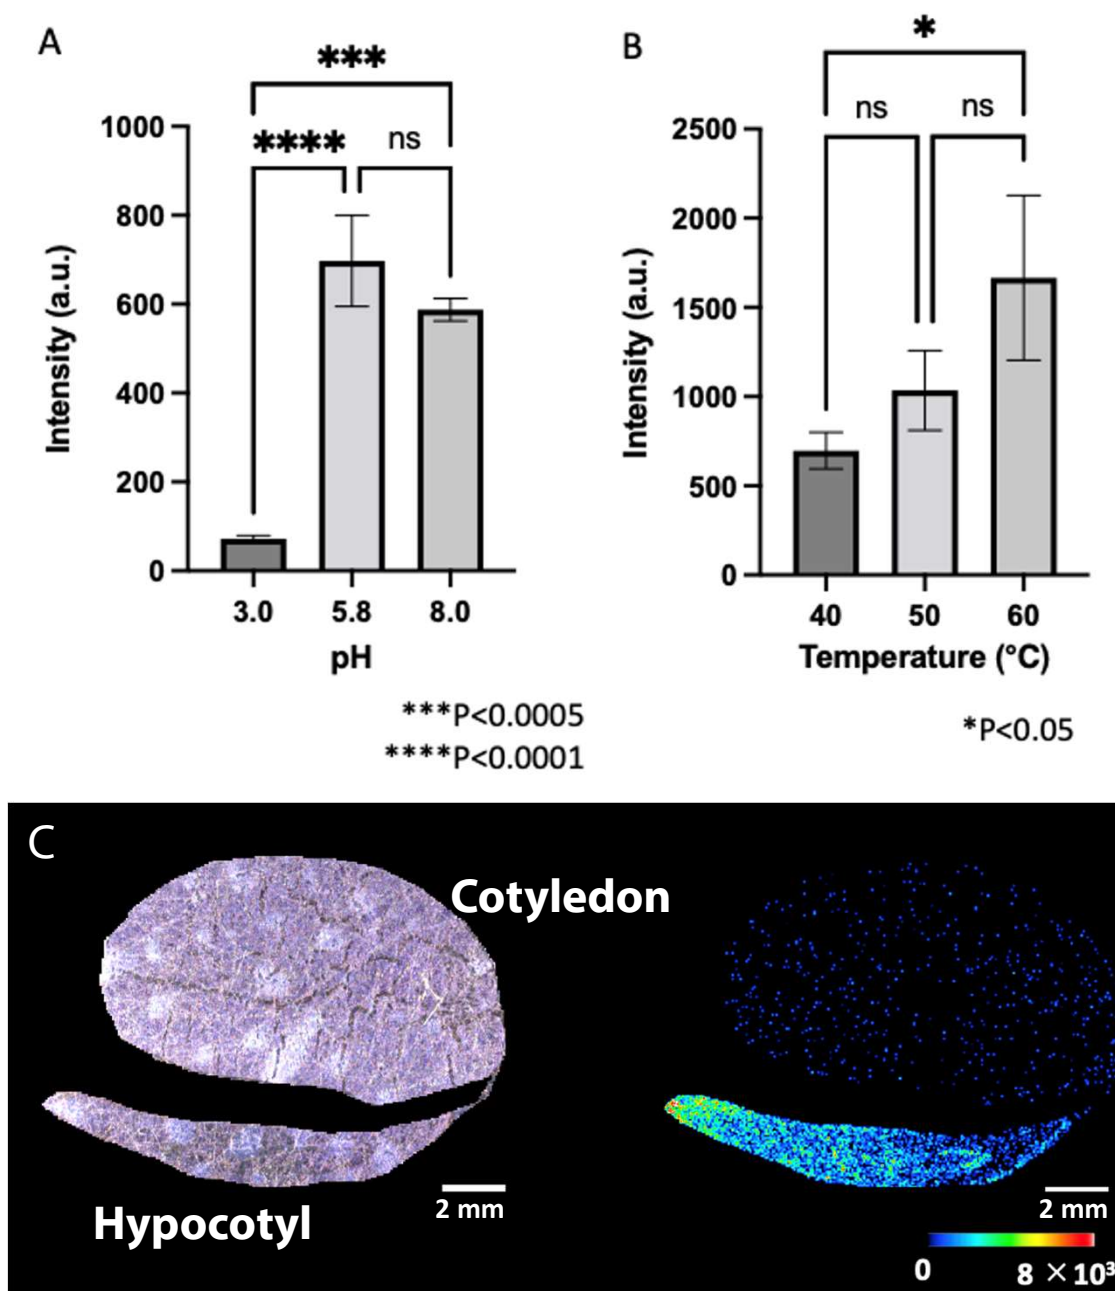 A
***
1000
****
ns
800
600
400
200
0
Intensity (a.u.)
3.0 5.8 8.0
pH
***P<0.0005
****P<0.0001
B
*
ns
ns
2500
2000
1500
1000
500
0
Intensity (a.u.)
40 50 60
Temperature (°C)
*P<0.05
C
Cotyledon
Hypocotyl
2 mm
2 mm
0 8 ×10³